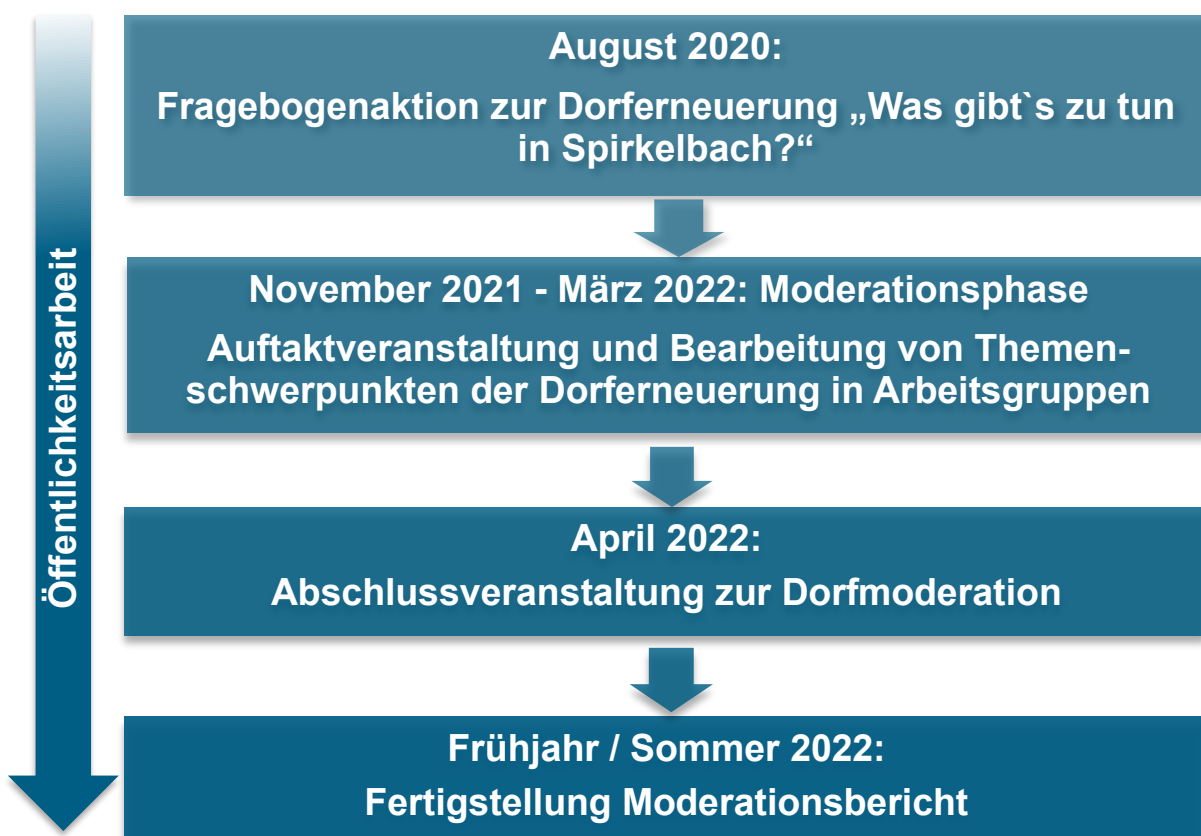 August 2020:
Fragebogenaktion zur Dorferneuerung „Was gibt`s zu tun
in Spirkelbach?“
November 2021 - März 2022: Moderationsphase
Auftaktveranstaltung und Bearbeitung von Themen-
schwerpunkten der Dorferneuerung in Arbeitsgruppen
April 2022:
Abschlussveranstaltung zur Dorfmoderation
Frühjahr / Sommer 2022:
Fertigstellung Moderationsbericht
Öffentlichkeitsarbeit